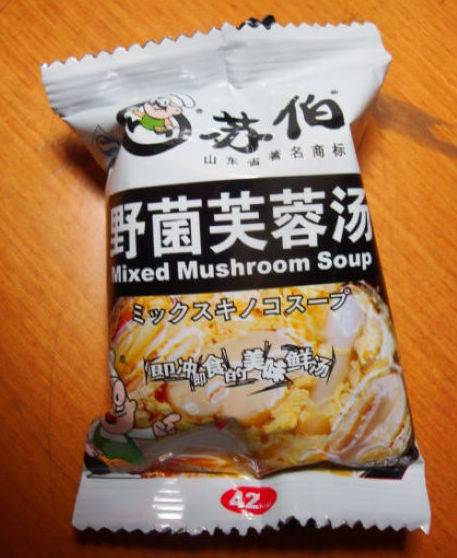 苏伯
山东省著名商标
野菌芙蓉汤
Mixed Mushroom Soup
ミックスキノコスープ
即冲即食的美味鲜汤
42